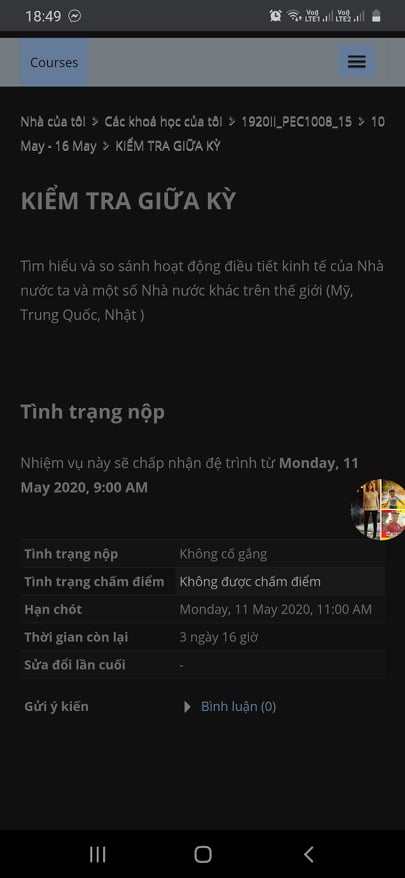 18:49
Vo)) LTE1 Vo)) LTE2
Courses
Nhà của tôi > Các khoá học của tôi > 1920II_PEC1008_15 > 10
May - 16 May > KIỂM TRA GIỮA KỲ
KIỂM TRA GIỮA KỲ
Tìm hiểu và so sánh hoạt động điều tiết kinh tế của Nhà
nước ta và một số Nhà nước khác trên thế giới (Mỹ,
Trung Quốc, Nhật )
Tình trạng nộp
Nhiệm vụ này sẽ chấp nhận đệ trình từ Monday, 11
May 2020, 9:00 AM
Tình trạng nộp Không cố gắng
Tình trạng chấm điểm Không được chấm điểm
Hạn chót Monday, 11 May 2020, 11:00 AM
Thời gian còn lại 3 ngày 16 giờ
Sửa đổi lần cuối -
Gửi ý kiến Bình luận (0)